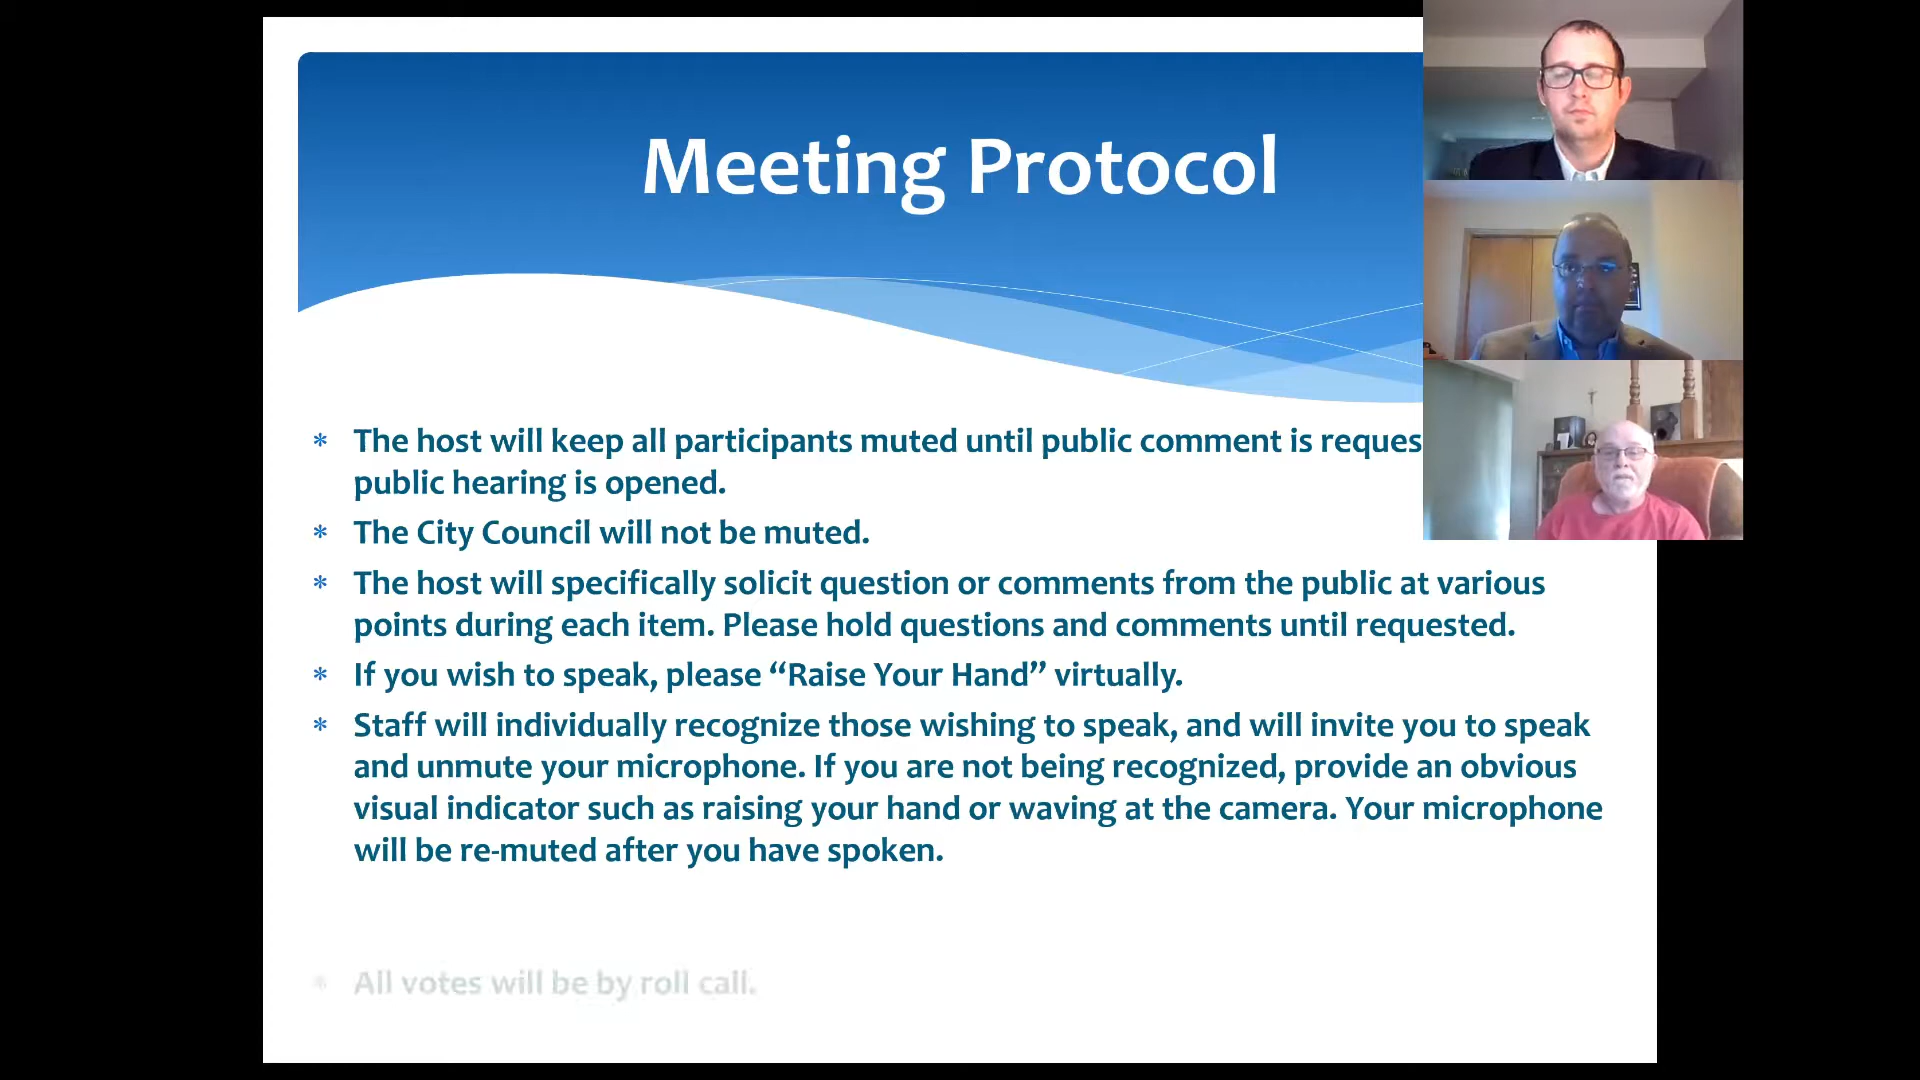 Meeting Protocol
* The host will keep all participants muted until public comment is
public hearing is opened.
* The City Council will not be muted.
* The host will specifically solicit question or comments from the public at various
points during each item. Please hold questions and comments until requested.
* If you wish to speak, please “Raise Your Hand” virtually.
* Staff will individually recognize those wishing to speak, and will invite you to speak
and unmute your microphone. If you are not being recognized, provide an obvious
visual indicator such as raising your hand or waving at the camera. Your microphone
will be re-muted after you have spoken.
* All votes will be by roll call.